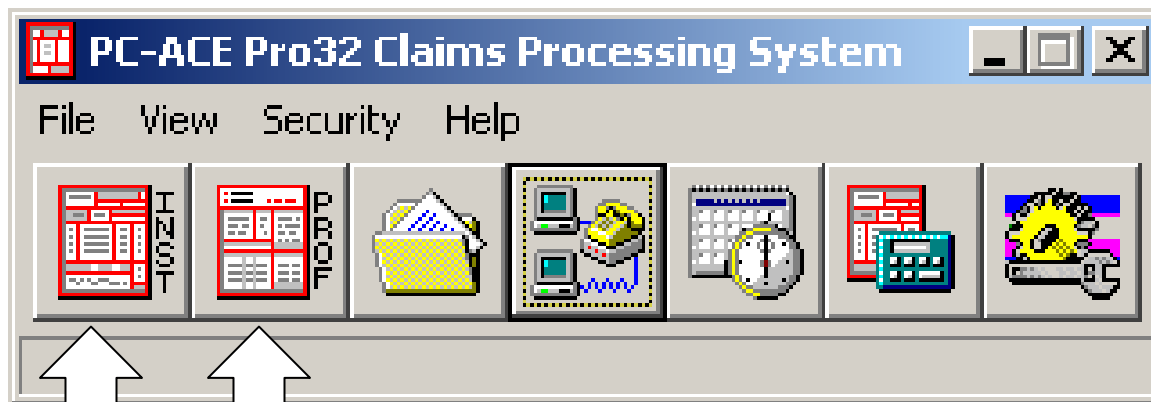 PC-ACE Pro32 Claims Processing System
File View Security Help
INST
PROF